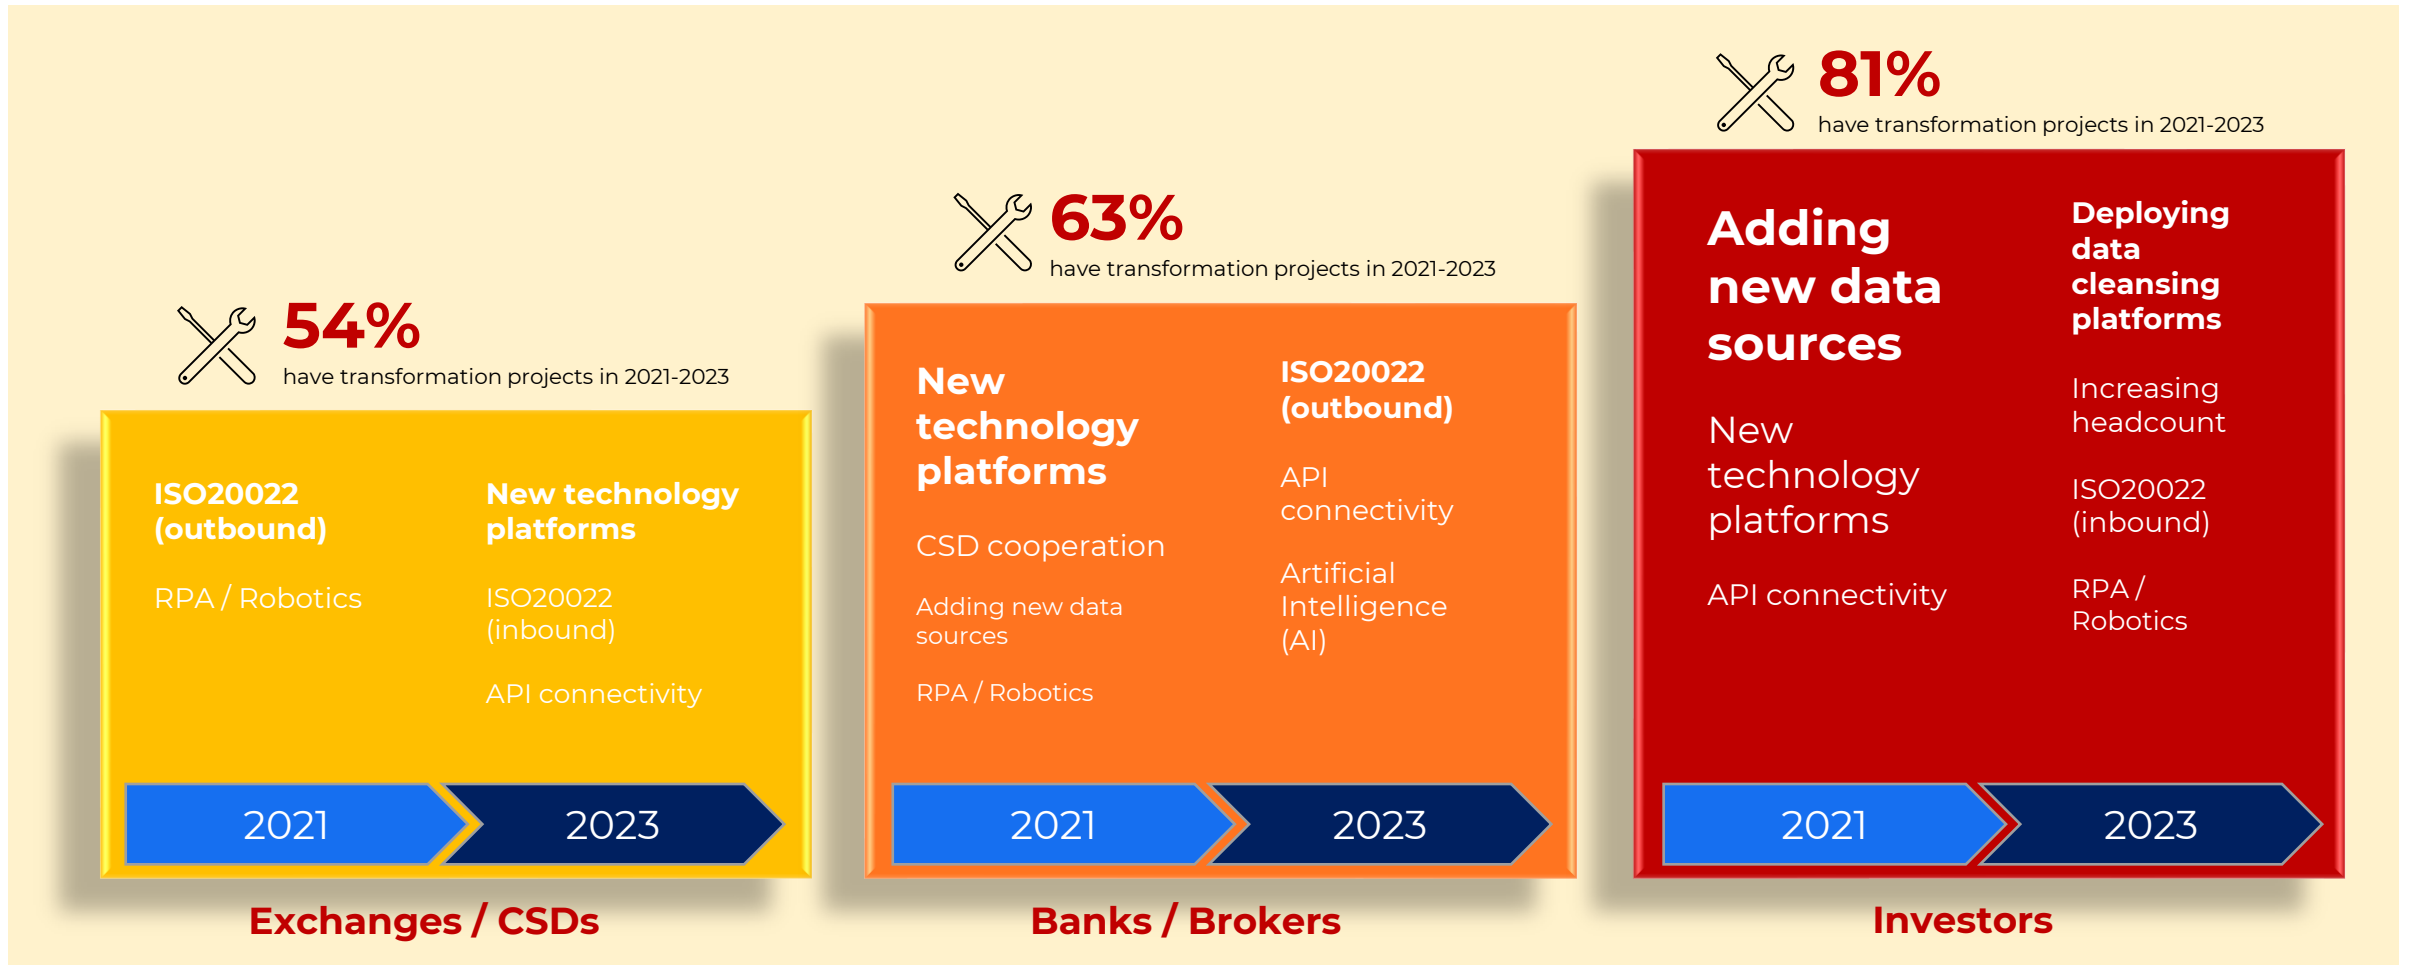 54%
have transformation projects in 2021-2023
ISO20022
(outbound)
RPA / Robotics
New technology
platforms
ISO20022
(inbound)
API connectivity
2021
2023
Exchanges / CSDs
63%
have transformation projects in 2021-2023
New
technology
platforms
CSD cooperation
Adding new data
sources
RPA / Robotics
ISO20022
(outbound)
API
connectivity
Artificial
Intelligence
(AI)
2021
2023
Banks / Brokers
81%
have transformation projects in 2021-2023
Adding
new data
sources
New
technology
platforms
API connectivity
Deploying
data
cleansing
platforms
Increasing
headcount
ISO20022
(inbound)
RPA /
Robotics
2021
2023
Investors